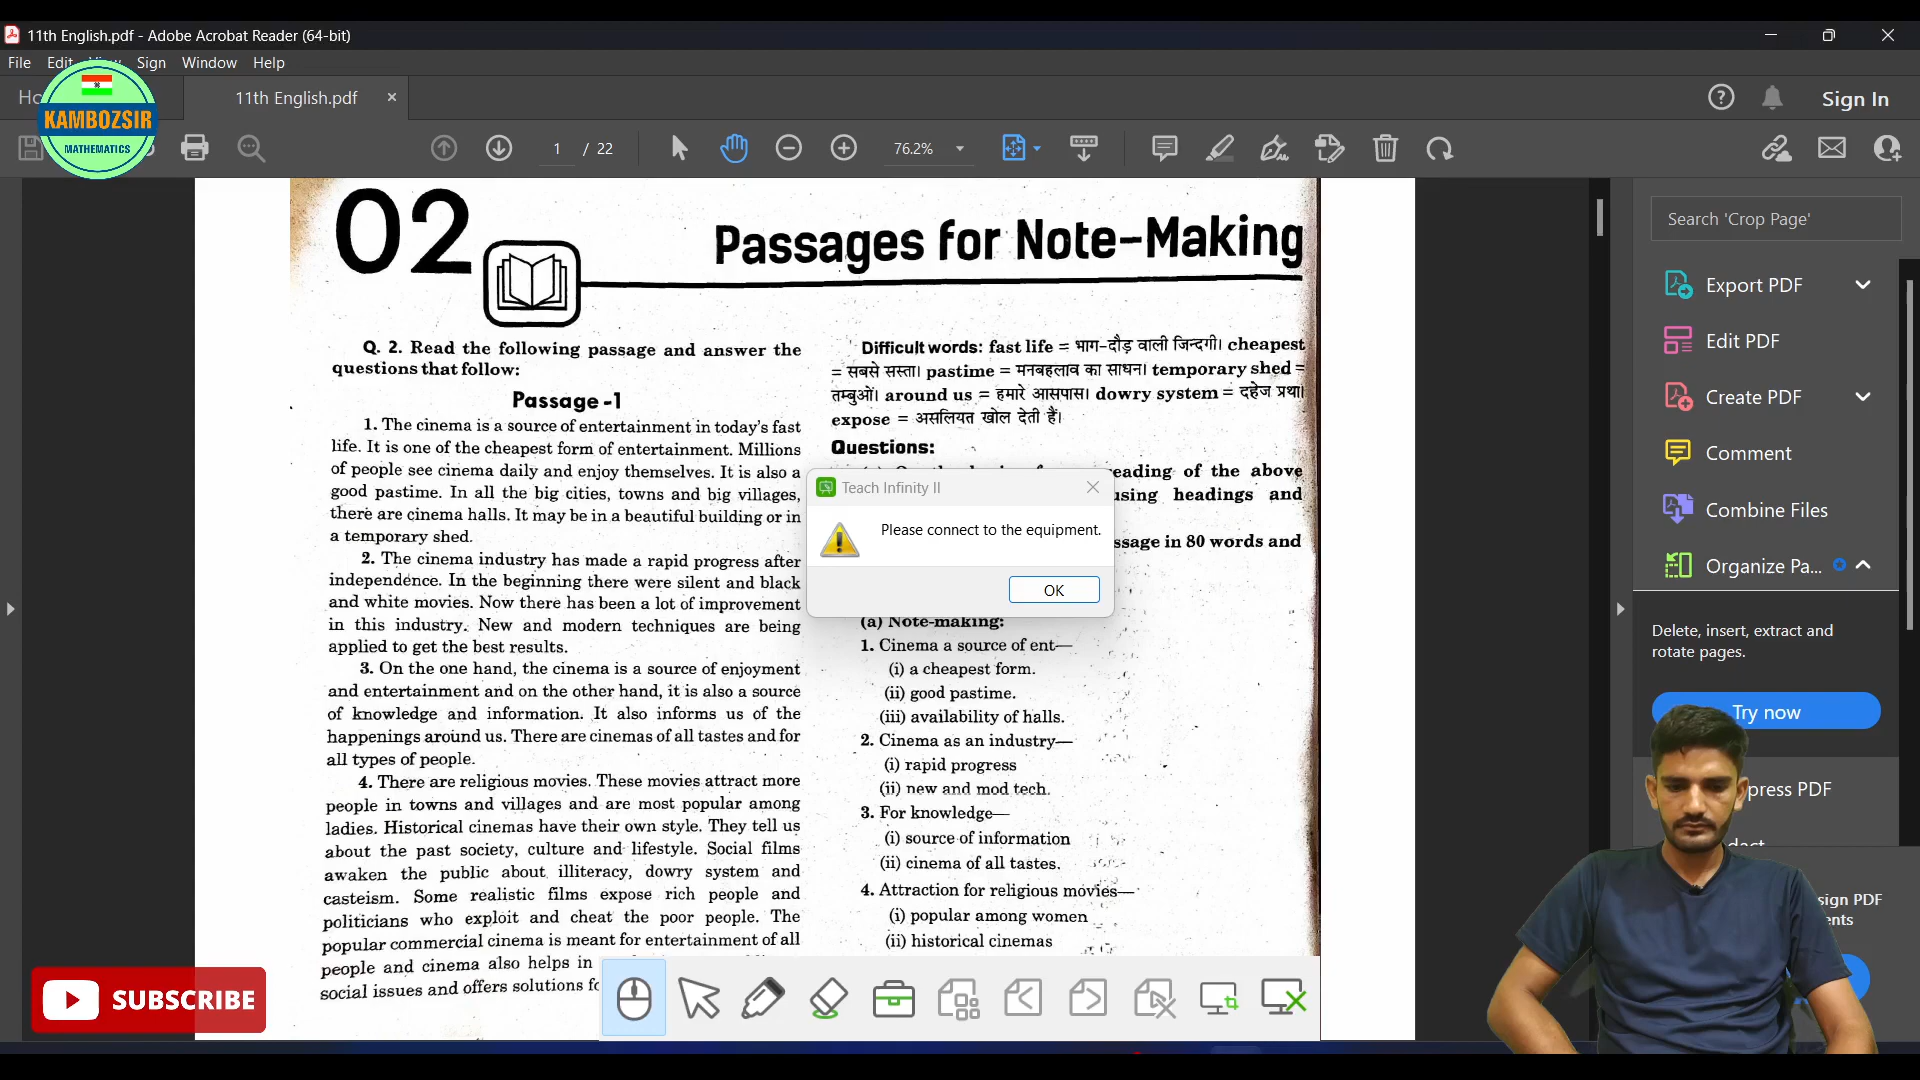 11th English.pdf - Adobe Acrobat Reader (64-bit)
File Edit Sign Window Help
11th English.pdf
Sign In
KAMBOZSIR
MATHEMATICS
1 / 22
76.2%
02
Passages for Note-Making
Q. 2. Read the following passage and answer the
questions that follow:
Passage -1
1. The cinema is a source of entertainment in today's fast
life. It is one of the cheapest form of entertainment. Millions
of people see cinema daily and enjoy themselves. It is also a
good pastime. In all the big cities, towns and big villages,
there are cinema halls. It may be in a beautiful building or in
a temporary shed.
2. The cinema industry has made a rapid progress after
independence. In the beginning there were silent and black
and white movies. Now there has been a lot of improvement
in this industry. New and modern techniques are being
applied to get the best results.
3. On the one hand, the cinema is a source of enjoyment
and entertainment and on the other hand, it is also a source
of knowledge and information. It also informs us of the
happenings around us. There are cinemas of all tastes and for
all types of people.
4. There are religious movies. These movies attract more
people in towns and villages and are most popular among
ladies. Historical cinemas have their own style. They tell us
about the past society, culture and lifestyle. Social films
awaken the public about illiteracy, dowry system and
casteism. Some realistic films expose rich people and
politicians who exploit and cheat the poor people. The
popular commercial cinema is meant for entertainment of all
people and cinema also helps in
social issues and offers solutions
Difficult words: fast life = भाग-दौड़ वाली जिन्दगी। cheapest
= सबसे सस्ता। pastime = मनबहलाव का साधन। temporary shed =
तम्बुओं। around us = हमारे आसपास। dowry system = दहेज प्रथा।
expose = असलियत खोल देती हैं।
Questions:
reading of the above
using headings and
passage in 80 words and
Teach Infinity II
Please connect to the equipment.
OK
(a) Note-making:
1. Cinema a source of ent—
(i) a cheapest form.
(ii) good pastime.
(iii) availability of halls.
2. Cinema as an industry—
(i) rapid progress
(ii) new and mod tech.
3. For knowledge—
(i) source of information
(ii) cinema of all tastes.
4. Attraction for religious movies—
(i) popular among women
(ii) historical cinemas
Search 'Crop Page'
Export PDF
Edit PDF
Create PDF
Comment
Combine Files
Organize Pa...
Delete, insert, extract and
rotate pages.
Try now
press PDF
sign PDF
SUBSCRIBE